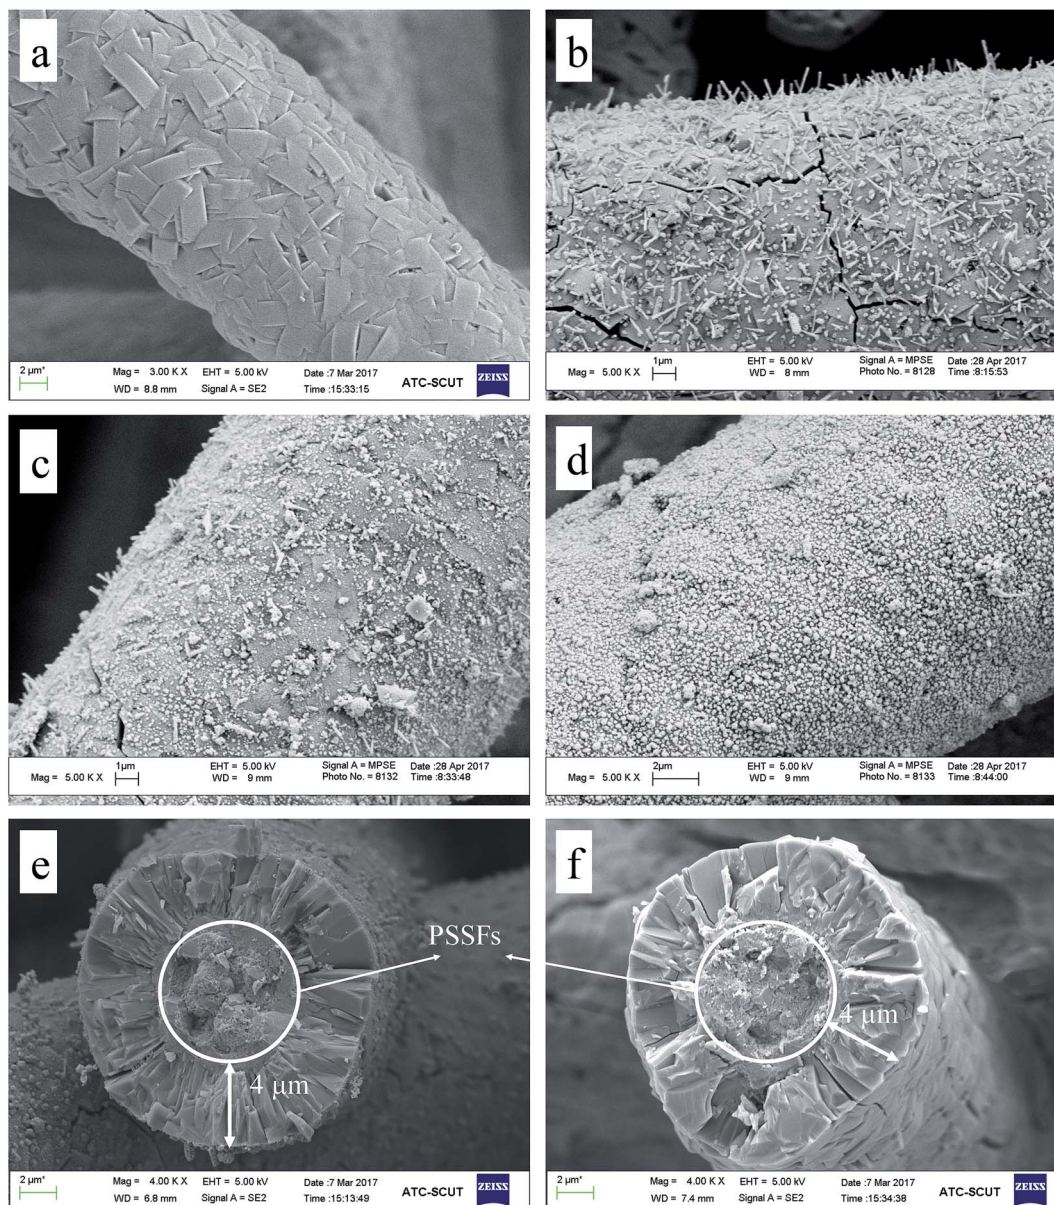 a
2 µm*
Mag = 3.00 K X
EHT = 5.00 kV
Date :7 Mar 2017
WD = 8.8 mm
Signal A = SE2
Time :15:33:15
ATC-SCUT
ZEISS
b
Mag = 5.00 K X
1µm
EHT = 5.00 kV
Signal A = MPSE
Date :28 Apr 2017
WD = 8 mm
Photo No. = 8128
Time :8:15:53
c
Mag = 5.00 K X
1µm
EHT = 5.00 kV
Signal A = MPSE
Date :28 Apr 2017
WD = 9 mm
Photo No. = 8132
Time :8:33:48
d
Mag = 5.00 K X
2µm
EHT = 5.00 kV
Signal A = MPSE
Date :28 Apr 2017
WD = 9 mm
Photo No. = 8133
Time :8:44:00
e
PSSFs
4 µm
2 µm*
Mag = 4.00 K X
EHT = 5.00 kV
Date :7 Mar 2017
WD = 6.8 mm
Signal A = SE2
Time :15:13:49
ATC-SCUT
ZEISS
f
4 µm
2 µm*
Mag = 4.00 K X
EHT = 5.00 kV
Date :7 Mar 2017
WD = 7.4 mm
Signal A = SE2
Time :15:34:38
ATC-SCUT
ZEISS